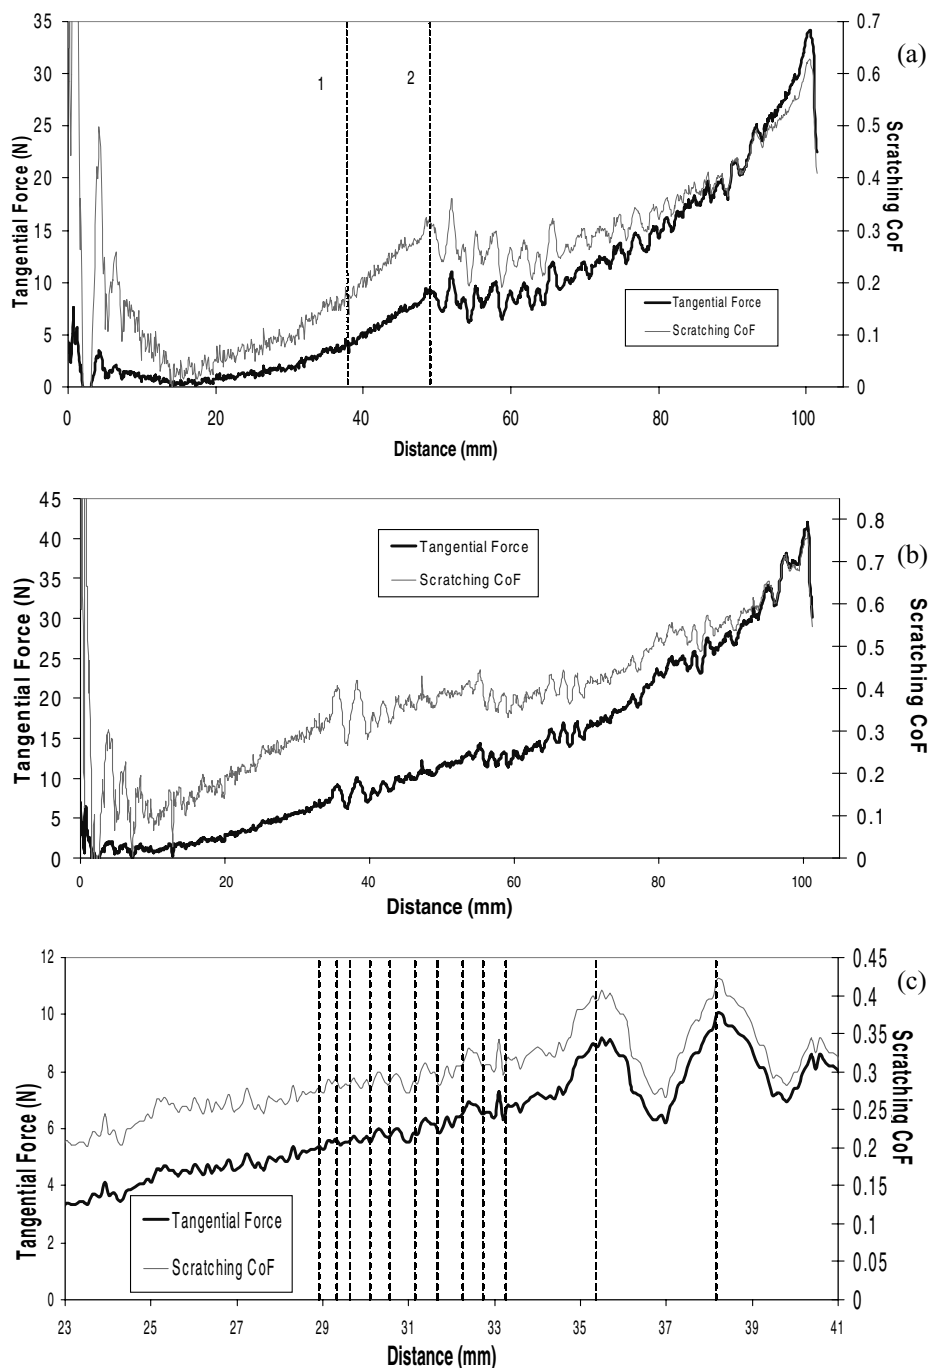 (a)
35
30
25
20
15
10
5
0
Tangential Force (N)
1
2
Tangential Force
Scratching CoF
0.7
0.6
0.5
0.4
0.3
0.2
0.1
0
Scratching CoF
0 20 40 60 80 100
Distance (mm)
(b)
45
40
35
30
25
20
15
10
5
0
Tangential Force (N)
Tangential Force
Scratching CoF
0.8
0.7
0.6
0.5
0.4
0.3
0.2
0.1
0
Scratching CoF
0 20 40 60 80 100
Distance (mm)
(c)
12
10
8
6
4
2
0
Tangential Force (N)
Tangential Force
Scratching CoF
0.45
0.4
0.35
0.3
0.25
0.2
0.15
0.1
0.05
0
Scratching CoF
23 25 27 29 31 33 35 37 39 41
Distance (mm)